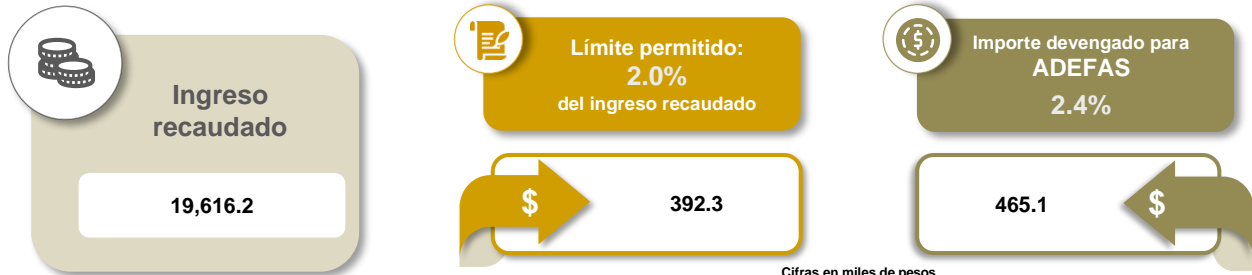 Ingreso
recaudado
19,616.2
Límite permitido:
2.0%
del ingreso recaudado
$
392.3
Importe devengado para
ADEFAS
2.4%
465.1
$
Cifras en miles de pesos